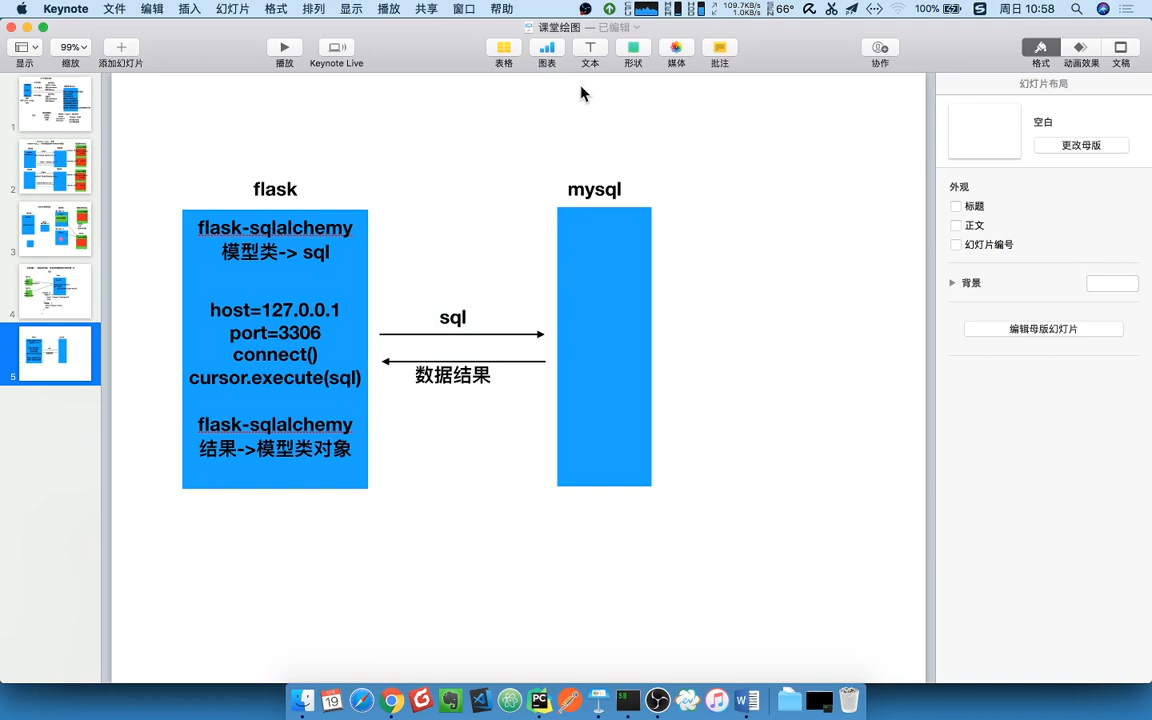 Keynote 文件 编辑 插入 幻灯片 格式 排列 显示 播放 共享 窗口 帮助
109.7KB/s
1.0KB/s
66° 100% 周日 10:58
课堂绘图 — 已编辑
99%
显示 缩放 添加幻灯片 播放 Keynote Live 表格 图表 文本 形状 媒体 批注 协作 格式 动画效果 文稿
幻灯片布局
空白
更改母版
外观
标题
正文
幻灯片编号
背景
编辑母版幻灯片
1
2
3
4
5
flask
flask-sqlalchemy
模型类-> sql
host=127.0.0.1
port=3306
connect()
cursor.execute(sql)
flask-sqlalchemy
结果->模型类对象
sql
数据结果
mysql